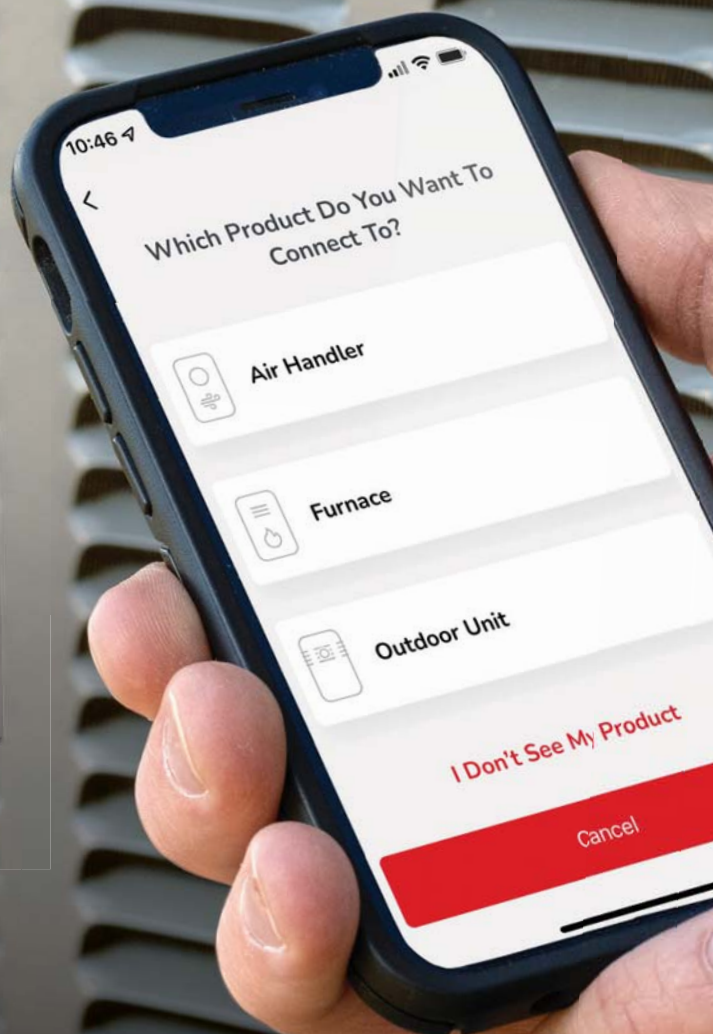 10:46
Which Product Do You Want To
Connect To?
Air Handler
Furnace
Outdoor Unit
I Don't See My Product
Cancel